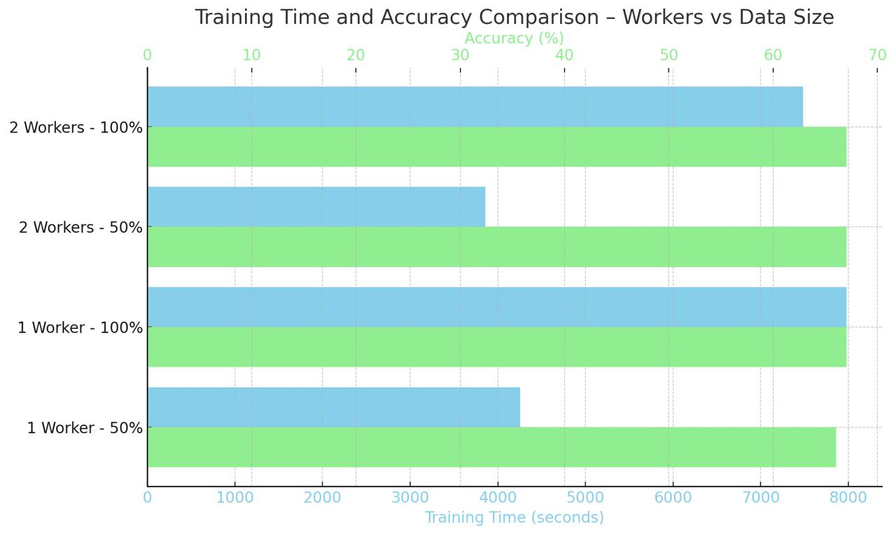 Training Time and Accuracy Comparison – Workers vs Data Size
Accuracy (%)
0 10 20 30 40 50 60 70
2 Workers - 100%
2 Workers - 50%
1 Worker - 100%
1 Worker - 50%
0 1000 2000 3000 4000 5000 6000 7000 8000
Training Time (seconds)